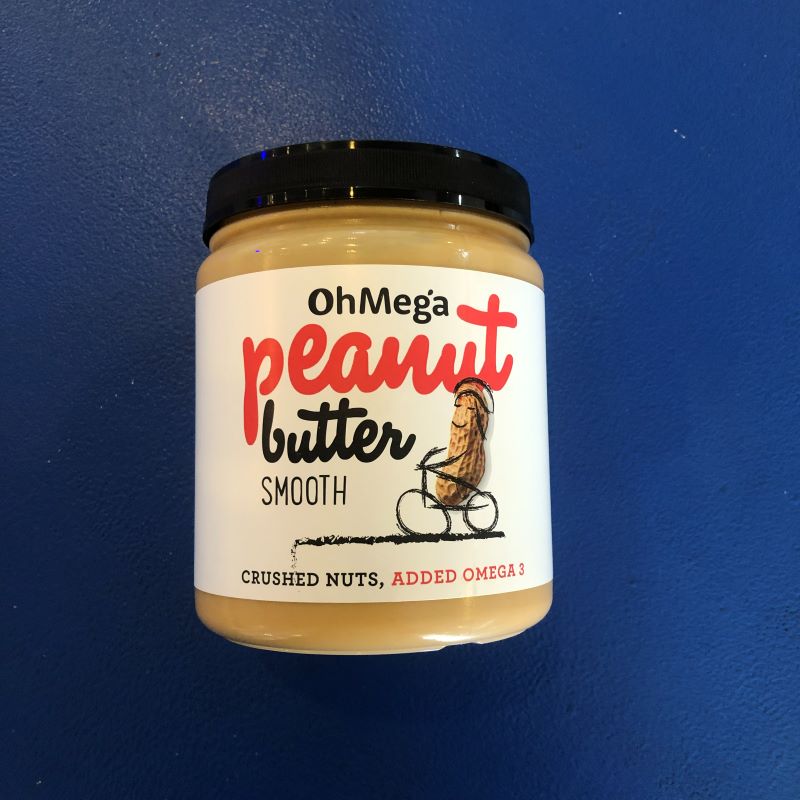 OhMega
peanut
butter
SMOOTH
CRUSHED NUTS, ADDED OMEGA 3